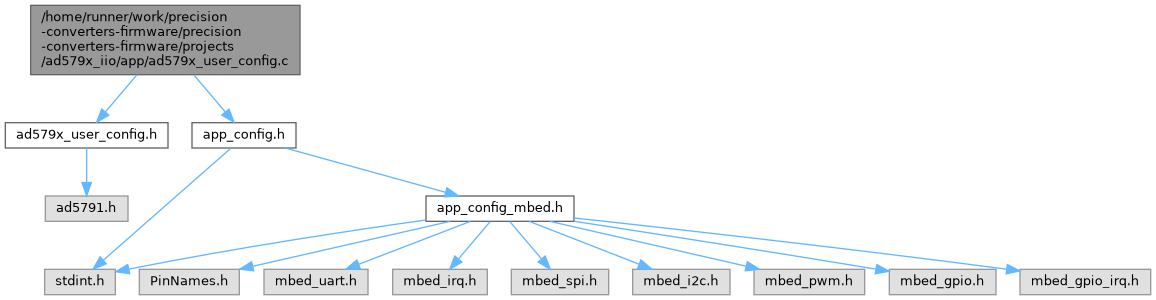 /home/runner/work/precision
-converters-firmware/precision
-converters-firmware/projects
/ad579x_iio/app/ad579x_user_config.c
ad579x_user_config.h
app_config.h
ad5791.h
app_config_mbed.h
stdint.h
PinNames.h
mbed_uart.h
mbed_irq.h
mbed_spi.h
mbed_i2c.h
mbed_pwm.h
mbed_gpio.h
mbed_gpio_irq.h